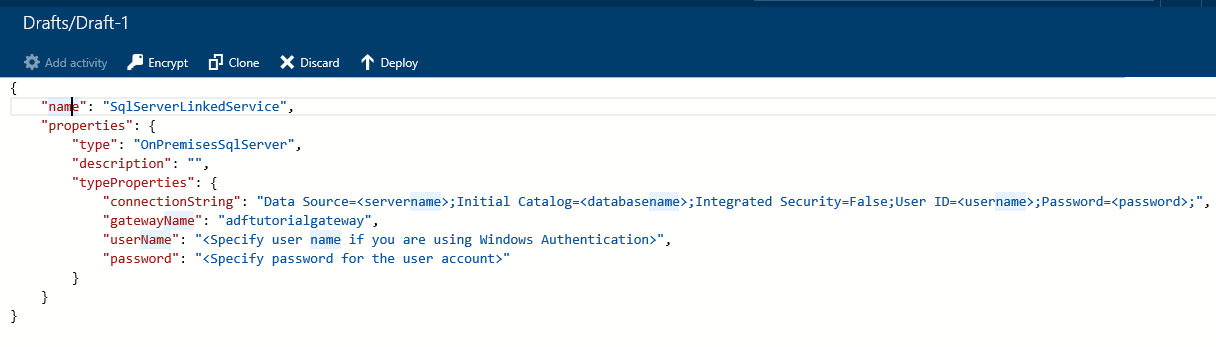 Drafts/Draft-1
Add activity Encrypt Clone Discard Deploy
{
    "name": "SqlServerLinkedService",
    "properties": {
        "type": "OnPremisesSqlServer",
        "description": "",
        "typeProperties": {
            "connectionString": "Data Source=<servername>;Initial Catalog=<databasename>;Integrated Security=False;User ID=<username>;Password=<password>;",
            "gatewayName": "adftutorialgateway",
            "userName": "<Specify user name if you are using Windows Authentication>",
            "password": "<Specify password for the user account>"
        }
    }
}